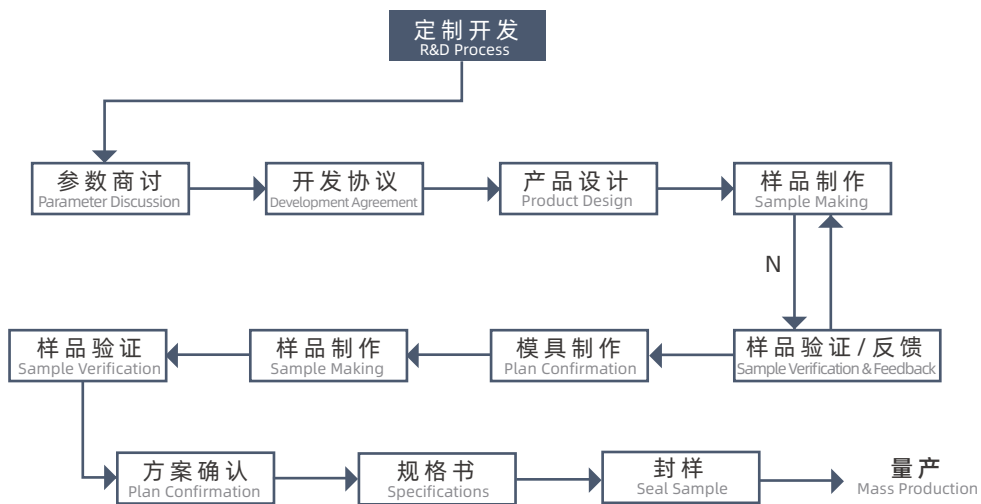 定制开发
R&D Process
参数商讨
Parameter Discussion
开发协议
Development Agreement
产品设计
Product Design
样品制作
Sample Making
N
样品验证
Sample Verification
样品制作
Sample Making
模具制作
Plan Confirmation
样品验证/反馈
Sample Verification & Feedback
方案确认
Plan Confirmation
规格书
Specifications
封样
Seal Sample
量产
Mass Production